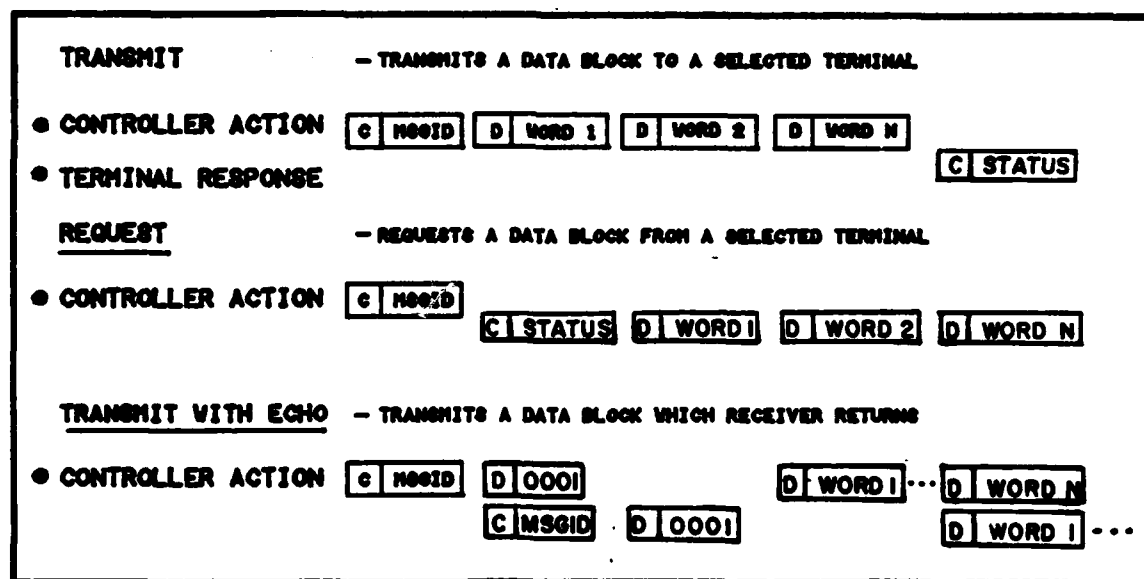 TRANSMIT — TRANSMITS A DATA BLOCK TO A SELECTED TERMINAL
● CONTROLLER ACTION C MSGID D WORD 1 D WORD 2 D WORD N
C STATUS
● TERMINAL RESPONSE
REQUEST — REQUESTS A DATA BLOCK FROM A SELECTED TERMINAL
● CONTROLLER ACTION C MSGID
C STATUS D WORD 1 D WORD 2 D WORD N
TRANSMIT WITH ECHO — TRANSMITS A DATA BLOCK WHICH RECEIVER RETURNS
● CONTROLLER ACTION C MSGID D 0001 D WORD 1 ... D WORD N
C MSGID D 0001 D WORD 1 ...